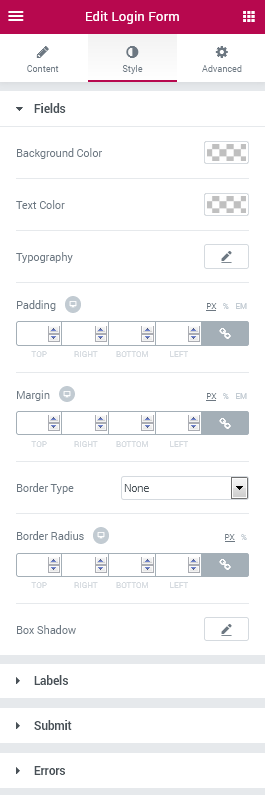 Edit Login Form
Content Style Advanced
Fields
Background Color
Text Color
Typography
Padding PX % EM
TOP RIGHT BOTTOM LEFT
Margin PX % EM
TOP RIGHT BOTTOM LEFT
Border Type None
Border Radius PX %
TOP RIGHT BOTTOM LEFT
Box Shadow
Labels
Submit
Errors